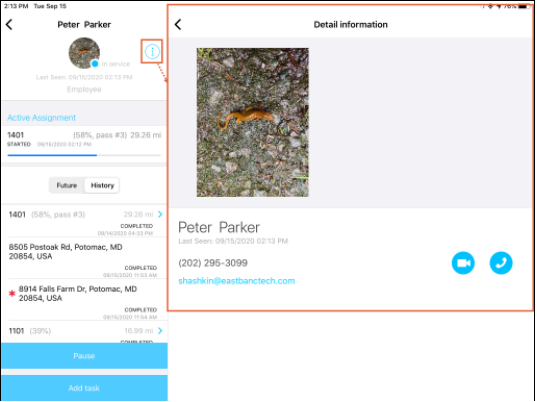 2:13 PM Tue Sep 15
76%
Peter Parker
In service
Last Seen: 09/15/2020 02:13 PM
Employee
Active Assignment
1401 (58%, pass #3) 29.26 mi
STARTED 09/15/2020 02:12 PM
Future History
1401 (58%, pass #3) 29.26 mi
COMPLETED
09/14/2020 04:33 PM
8505 Postoak Rd, Potomac, MD
20854, USA
COMPLETED
09/15/2020 11:53 AM
* 8914 Falls Farm Dr, Potomac, MD
20854, USA
COMPLETED
09/15/2020 11:54 AM
1101 (39%) 16.99 mi
COMPLETED
Pause
Add task
Detail information
Peter Parker
Last Seen: 09/15/2020 02:13 PM
(202) 295-3099
shashkin@eastbanctech.com